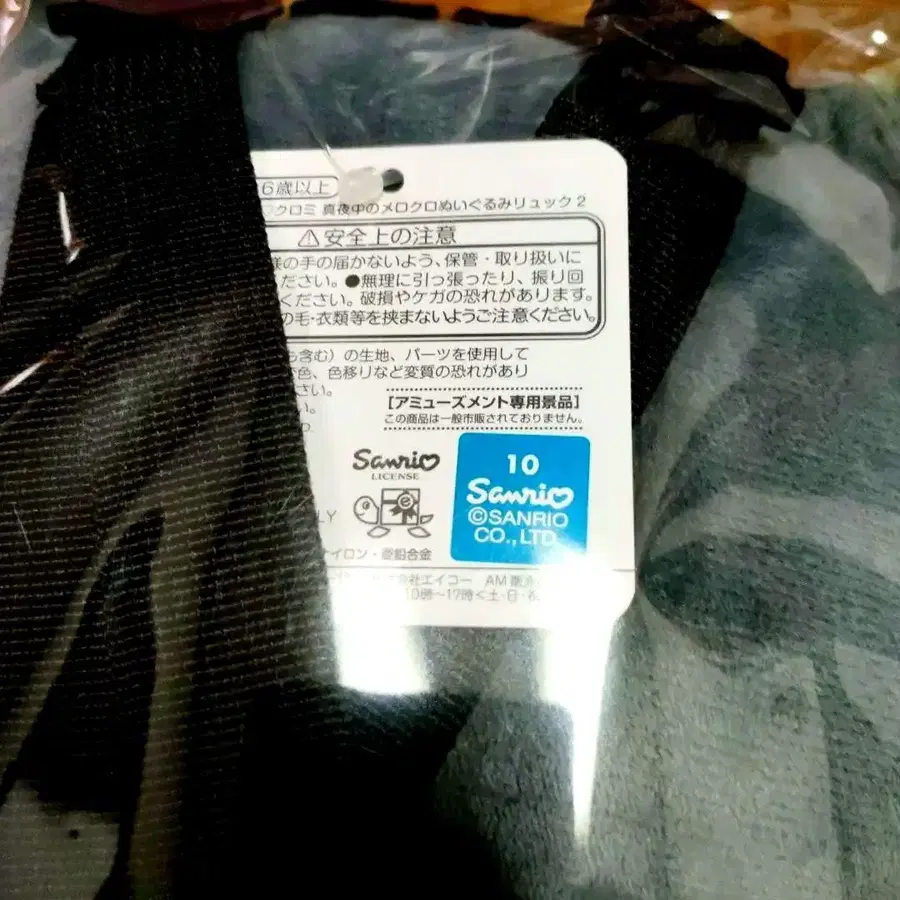 6歳以上
クロミ 真夜中のメロクロぬいぐるみリュック 2
⚠安全上の注意
の手の届かないよう、保管・取り扱いに
ださい。●無理に引っ張ったり、振り回
ください。破損やケガの恐れがあります。
の毛・衣類等を挟まないようご注意ください。
ら含む)の生地、パーツを使用して
色、色移りなど変質の恐れがあり
さい。
い。
[アミューズメント専用景品]
この商品は一般市販されておりません。
Sanrio
LICENSE
e
LY
10
Sanrio
©SANRIO
CO.,LTD.
イロン・亜鉛合金
会社エイコー AM
10時～17時<土・日・